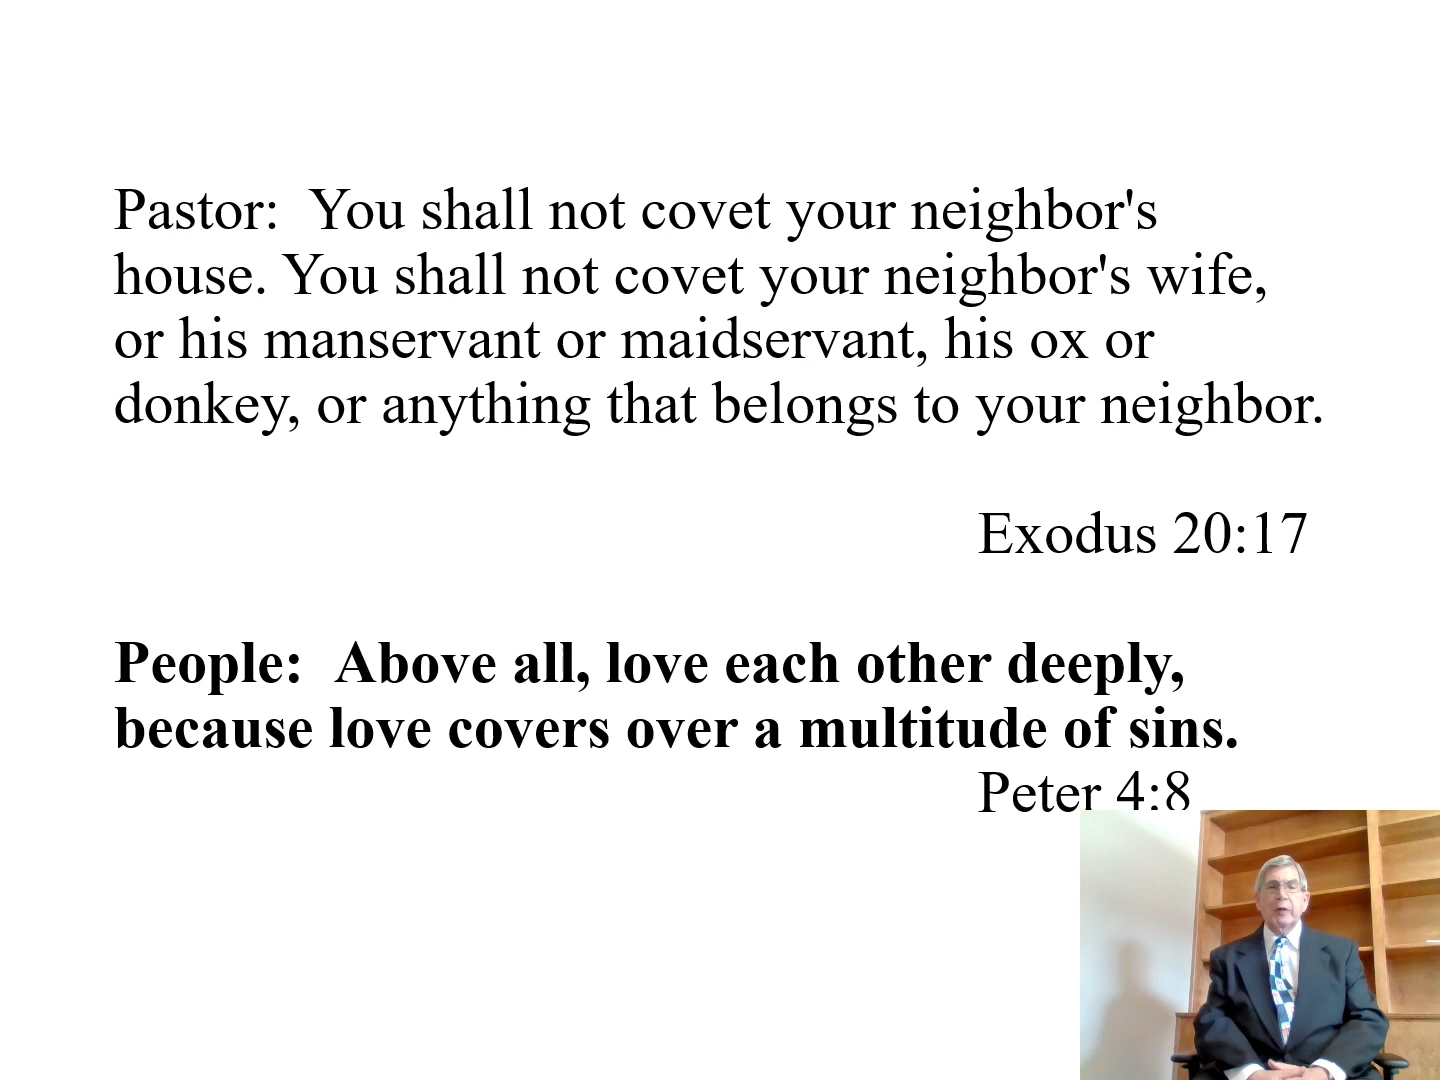 Pastor:  You shall not covet your neighbor's
house. You shall not covet your neighbor's wife,
or his manservant or maidservant, his ox or
donkey, or anything that belongs to your neighbor.
Exodus 20:17
People:  Above all, love each other deeply,
because love covers over a multitude of sins.
Peter 4:8